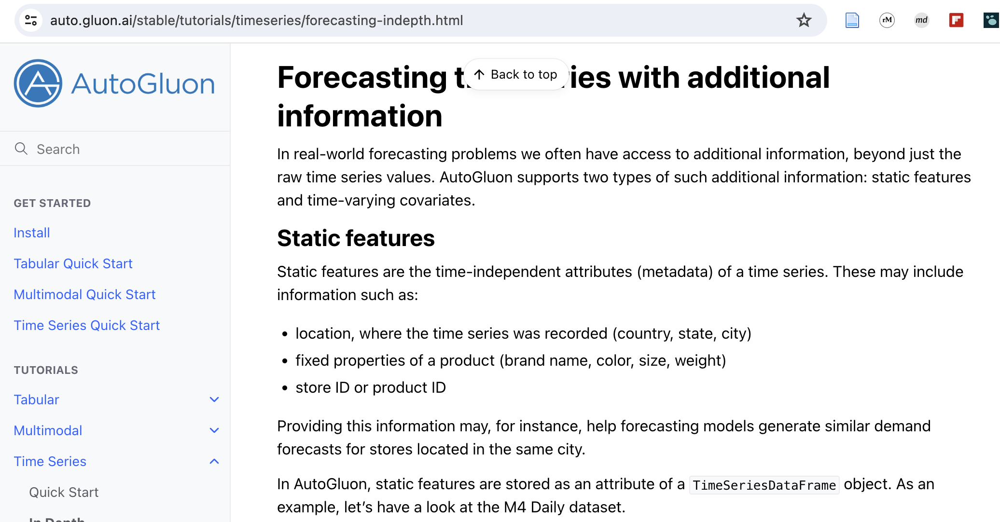 auto.gluon.ai/stable/tutorials/timeseries/forecasting-indepth.html
rM
md
AutoGluon
Search
GET STARTED
Install
Tabular Quick Start
Multimodal Quick Start
Time Series Quick Start
TUTORIALS
Tabular
Multimodal
Time Series
Quick Start
In Depth
Back to top
Forecasting ries with additional
information
In real-world forecasting problems we often have access to additional information, beyond just the
raw time series values. AutoGluon supports two types of such additional information: static features
and time-varying covariates.
Static features
Static features are the time-independent attributes (metadata) of a time series. These may include
information such as:
• location, where the time series was recorded (country, state, city)
• fixed properties of a product (brand name, color, size, weight)
• store ID or product ID
Providing this information may, for instance, help forecasting models generate similar demand
forecasts for stores located in the same city.
In AutoGluon, static features are stored as an attribute of a TimeSeriesDataFrame object. As an
example, let's have a look at the M4 Daily dataset.